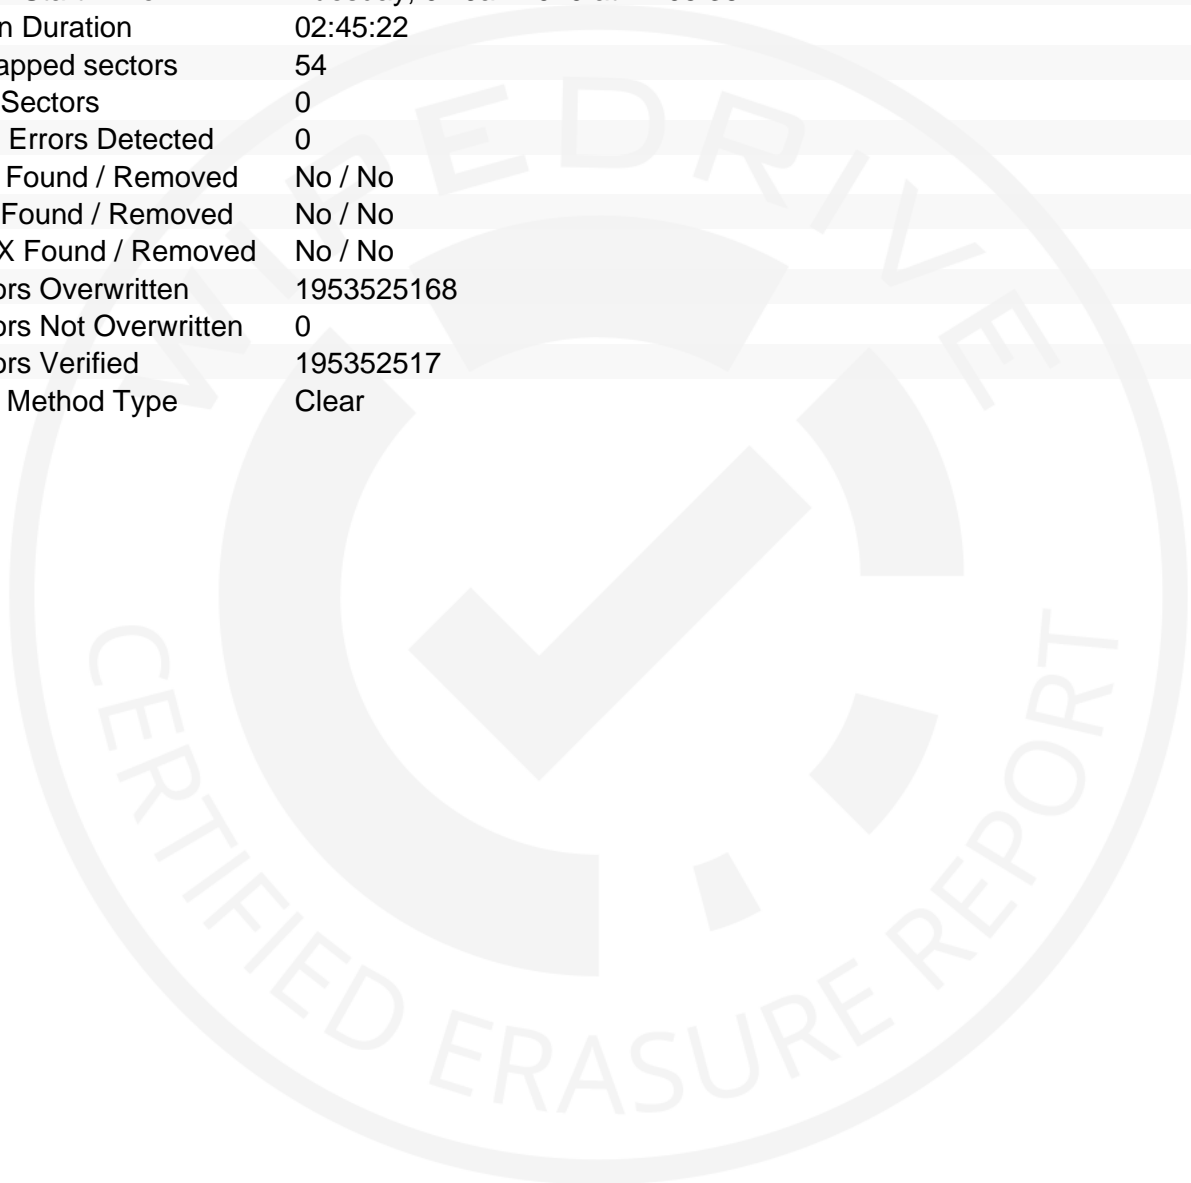 n Duration 02:45:22
apped sectors 54
Sectors 0
Errors Detected 0
Found / Removed No / No
Found / Removed No / No
X Found / Removed No / No
ors Overwritten 1953525168
ors Not Overwritten 0
ors Verified 195352517
Method Type Clear
WIPEDRIVE
CERTIFIED ERASURE REPORT